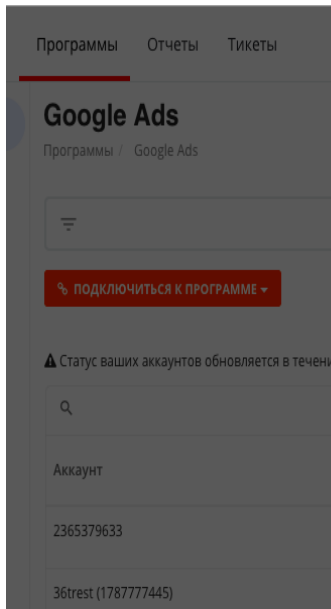 Программы Отчеты Тикеты
Google Ads
Программы / Google Ads
ПОДКЛЮЧИТЬСЯ К ПРОГРАММЕ
Статус ваших аккаунтов обновляется в течени
Аккаунт
2365379633
36trest (1787777445)